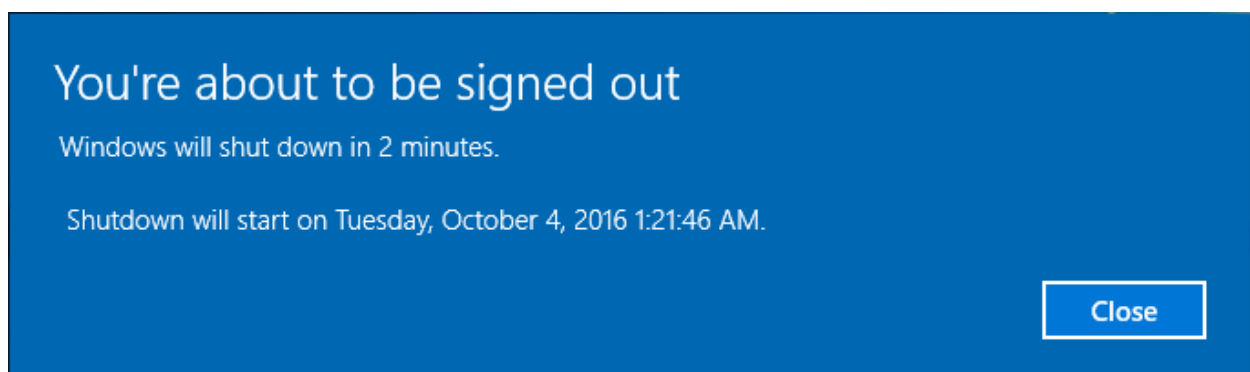 You're about to be signed out
Windows will shut down in 2 minutes.
Shutdown will start on Tuesday, October 4, 2016 1:21:46 AM.
Close